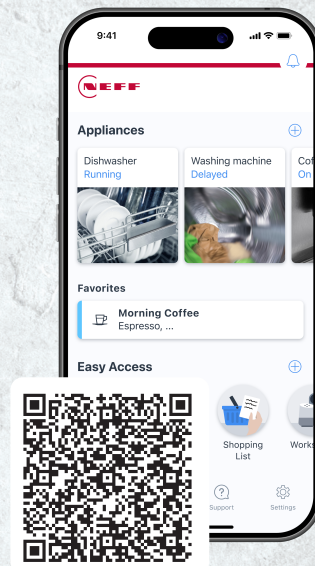 9:41
NEFF
Appliances
Dishwasher
Running
Washing machine
Delayed
Cof
On
Favorites
Morning Coffee
Espresso, ...
Easy Access
Shopping
List
Works
Support
Settings